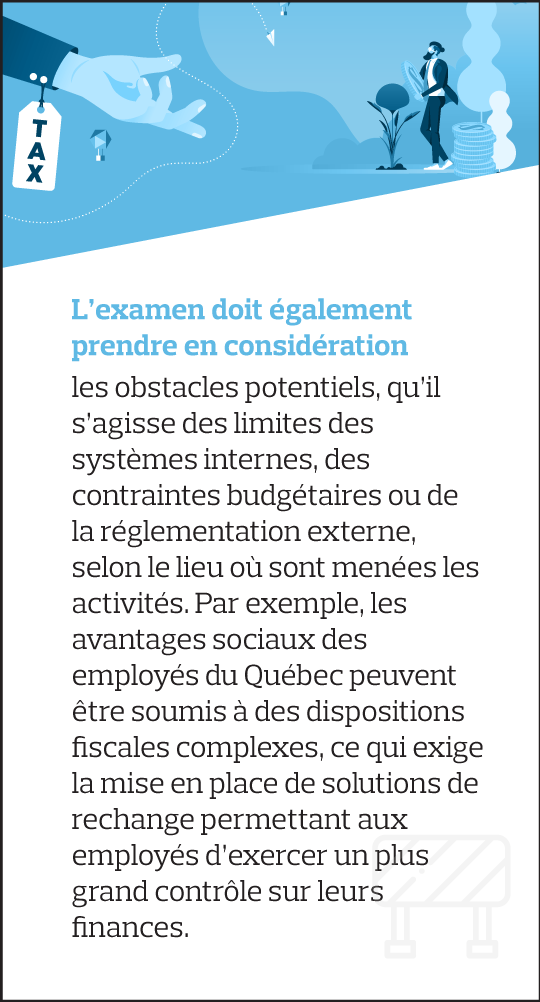 TAX
L’examen doit également
prendre en considération
les obstacles potentiels, qu’il
s’agisse des limites des
systèmes internes, des
contraintes budgétaires ou de
la réglementation externe,
selon le lieu où sont menées les
activités. Par exemple, les
avantages sociaux des
employés du Québec peuvent
être soumis à des dispositions
fiscales complexes, ce qui exige
la mise en place de solutions de
rechange permettant aux
employés d’exercer un plus
grand contrôle sur leurs
finances.